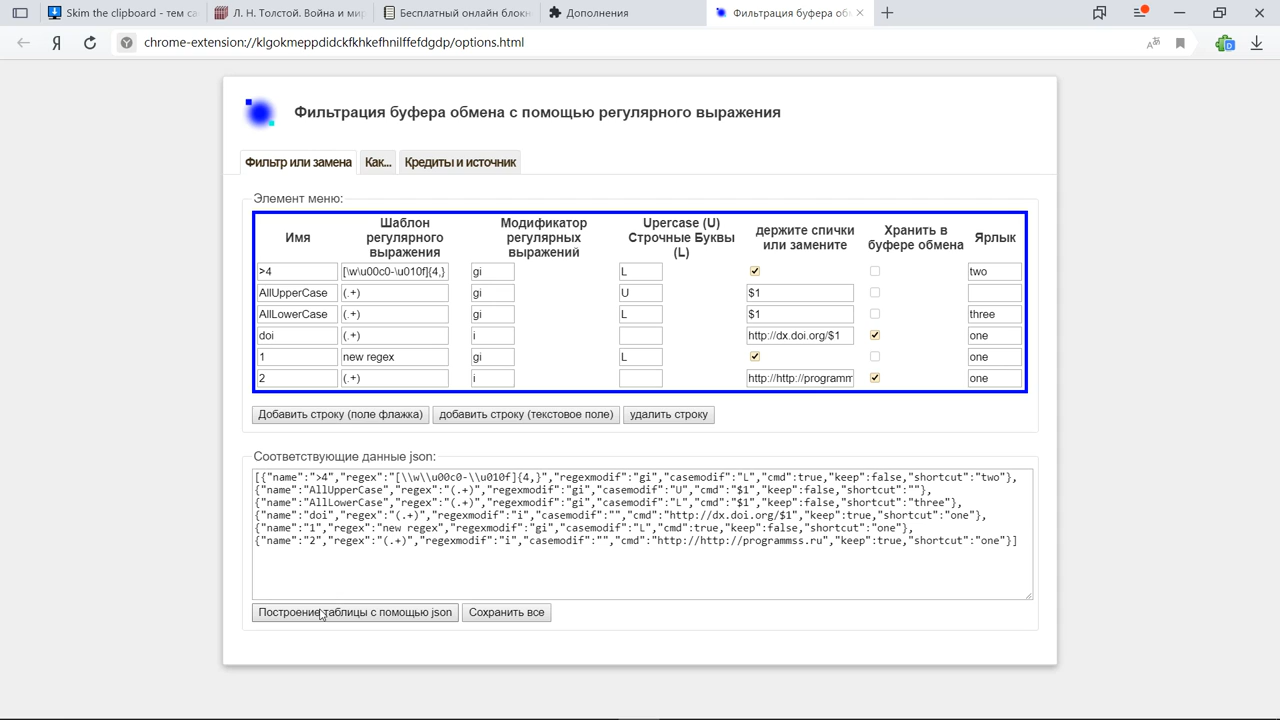 Skim the clipboard - тем са
Л. Н. Толстой. Война и мир
Бесплатный онлайн блокн
Дополнения
Фильтрация буфера об
chrome-extension://klgokmeppdidckfkhkefhnilffefdgdp/options.html
Фильтрация буфера обмена с помощью регулярного выражения
Фильтр или замена Как... Кредиты и источник
Элемент меню:
Имя Шаблон регулярного выражения Модификатор регулярных выражений Upercase (U) Строчные Буквы (L) держите спички или замените Хранить в буфере обмена Ярлык
>4 [\w\u00c0-\u010f]{4,} gi L two
AllUpperCase (.+) gi U $1
AllLowerCase (.+) gi L $1 three
doi (.+) i http://dx.doi.org/$1 one
1 new regex gi L one
2 (.+) i http://http://programm one
Добавить строку (поле флажка) добавить строку (текстовое поле) удалить строку
Соответствующие данные json:
[{"name":">4","regex":"[\\w\\u00c0-\\u010f]{4,}","regexmodif":"gi","casemodif":"L","cmd":true,"keep":false,"shortcut":"two"},
{"name":"AllUpperCase","regex":"(.+)","regexmodif":"gi","casemodif":"U","cmd":"$1","keep":false,"shortcut":""},
{"name":"AllLowerCase","regex":"(.+)","regexmodif":"gi","casemodif":"L","cmd":"$1","keep":false,"shortcut":"three"},
{"name":"doi","regex":"(.+)","regexmodif":"i","casemodif":"","cmd":"http://dx.doi.org/$1","keep":true,"shortcut":"one"},
{"name":"1","regex":"new regex","regexmodif":"gi","casemodif":"L","cmd":true,"keep":false,"shortcut":"one"},
{"name":"2","regex":"(.+)","regexmodif":"i","casemodif":"","cmd":"http://http://programmss.ru","keep":true,"shortcut":"one"}]
Построение таблицы с помощью json Сохранить все